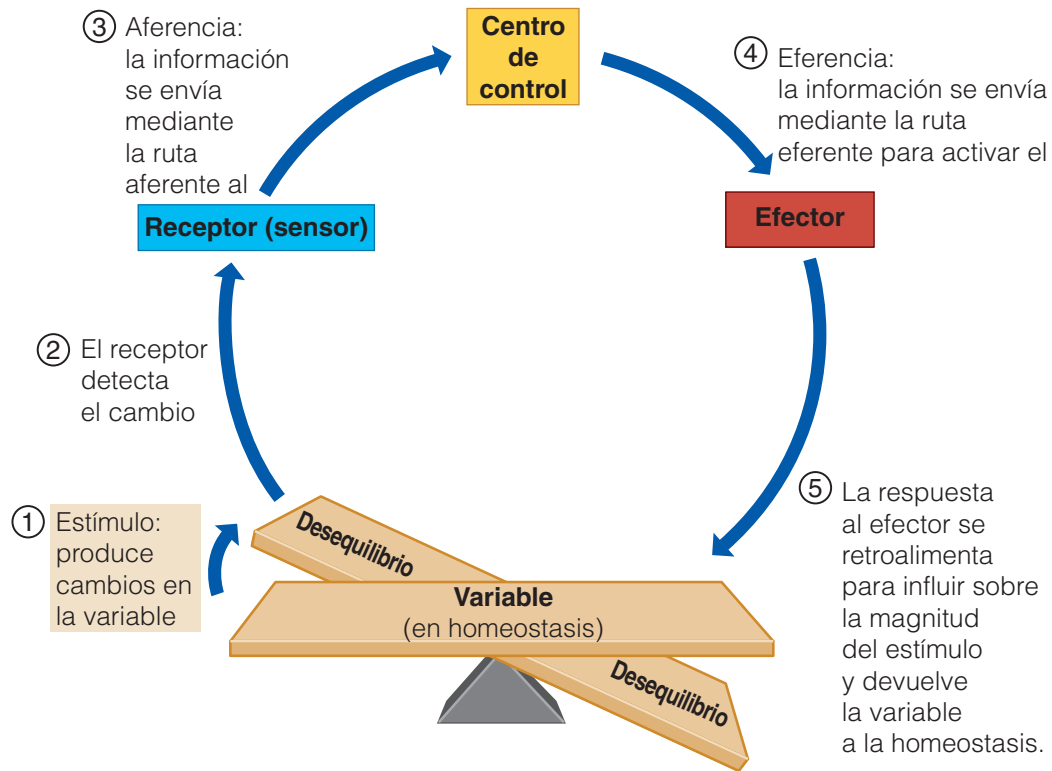 ③ Aferencia:
la información
se envía
mediante
la ruta
aferente al
Centro
de
control
④ Eferencia:
la información se envía
mediante la ruta
eferente para activar el
Receptor (sensor)
Efector
② El receptor
detecta
el cambio
① Estímulo:
produce
cambios en
la variable
Desequilibrio
Variable
(en homeostasis)
Desequilibrio
⑤ La respuesta
al efector se
retroalimenta
para influir sobre
la magnitud
del estímulo
y devuelve
la variable
a la homeostasis.